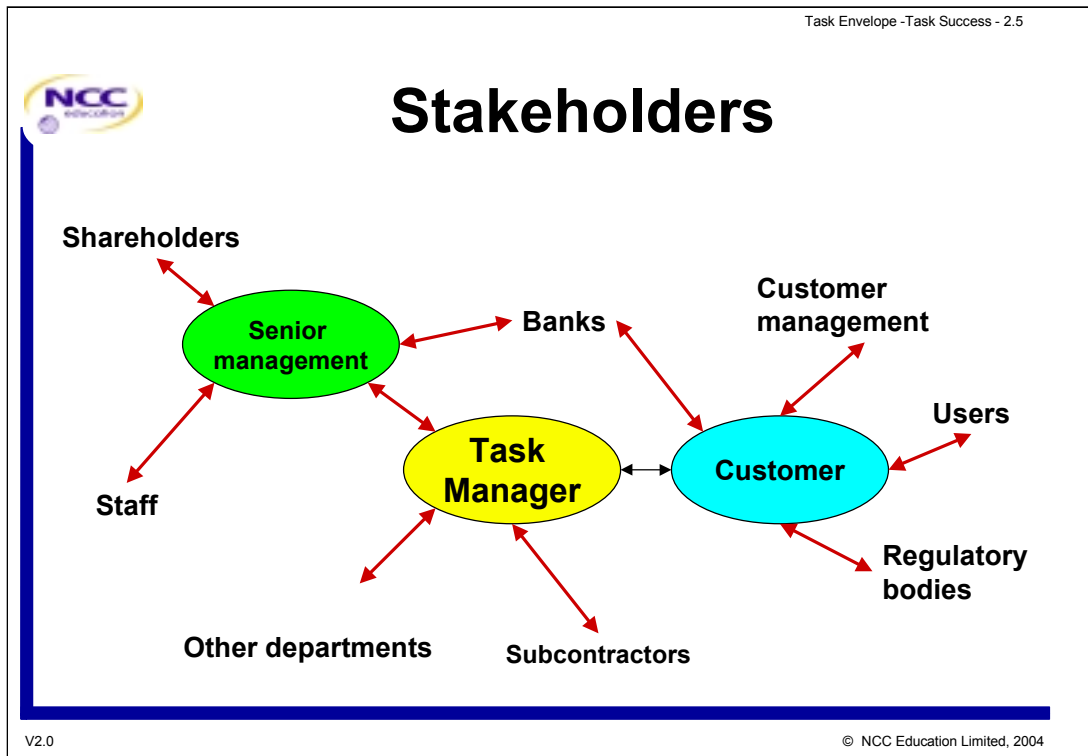 Task Envelope -Task Success - 2.5
NCC
education
Stakeholders
Shareholders
Senior
management
Banks
Customer
management
Users
Task
Manager
Customer
Staff
Regulatory
bodies
Other departments
Subcontractors
V2.0
© NCC Education Limited, 2004